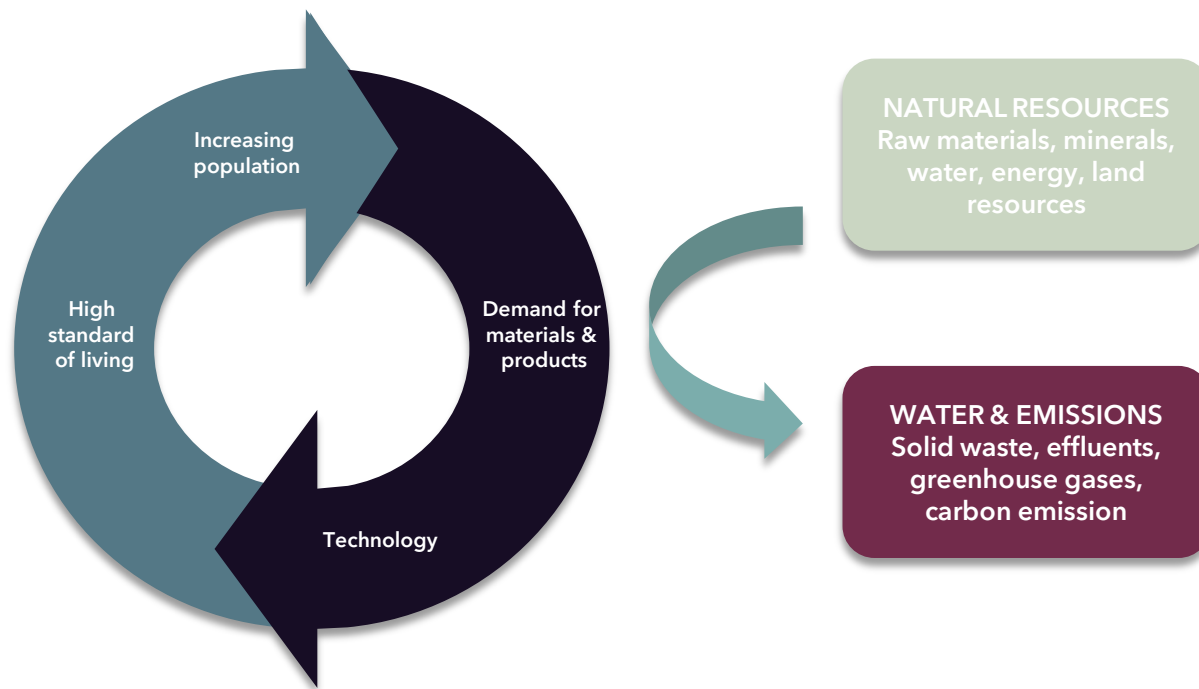 Increasing
population
High
standard
of living
Demand for
materials &
products
Technology
NATURAL RESOURCES
Raw materials, minerals,
water, energy, land
resources
WATER & EMISSIONS
Solid waste, effluents,
greenhouse gases,
carbon emission